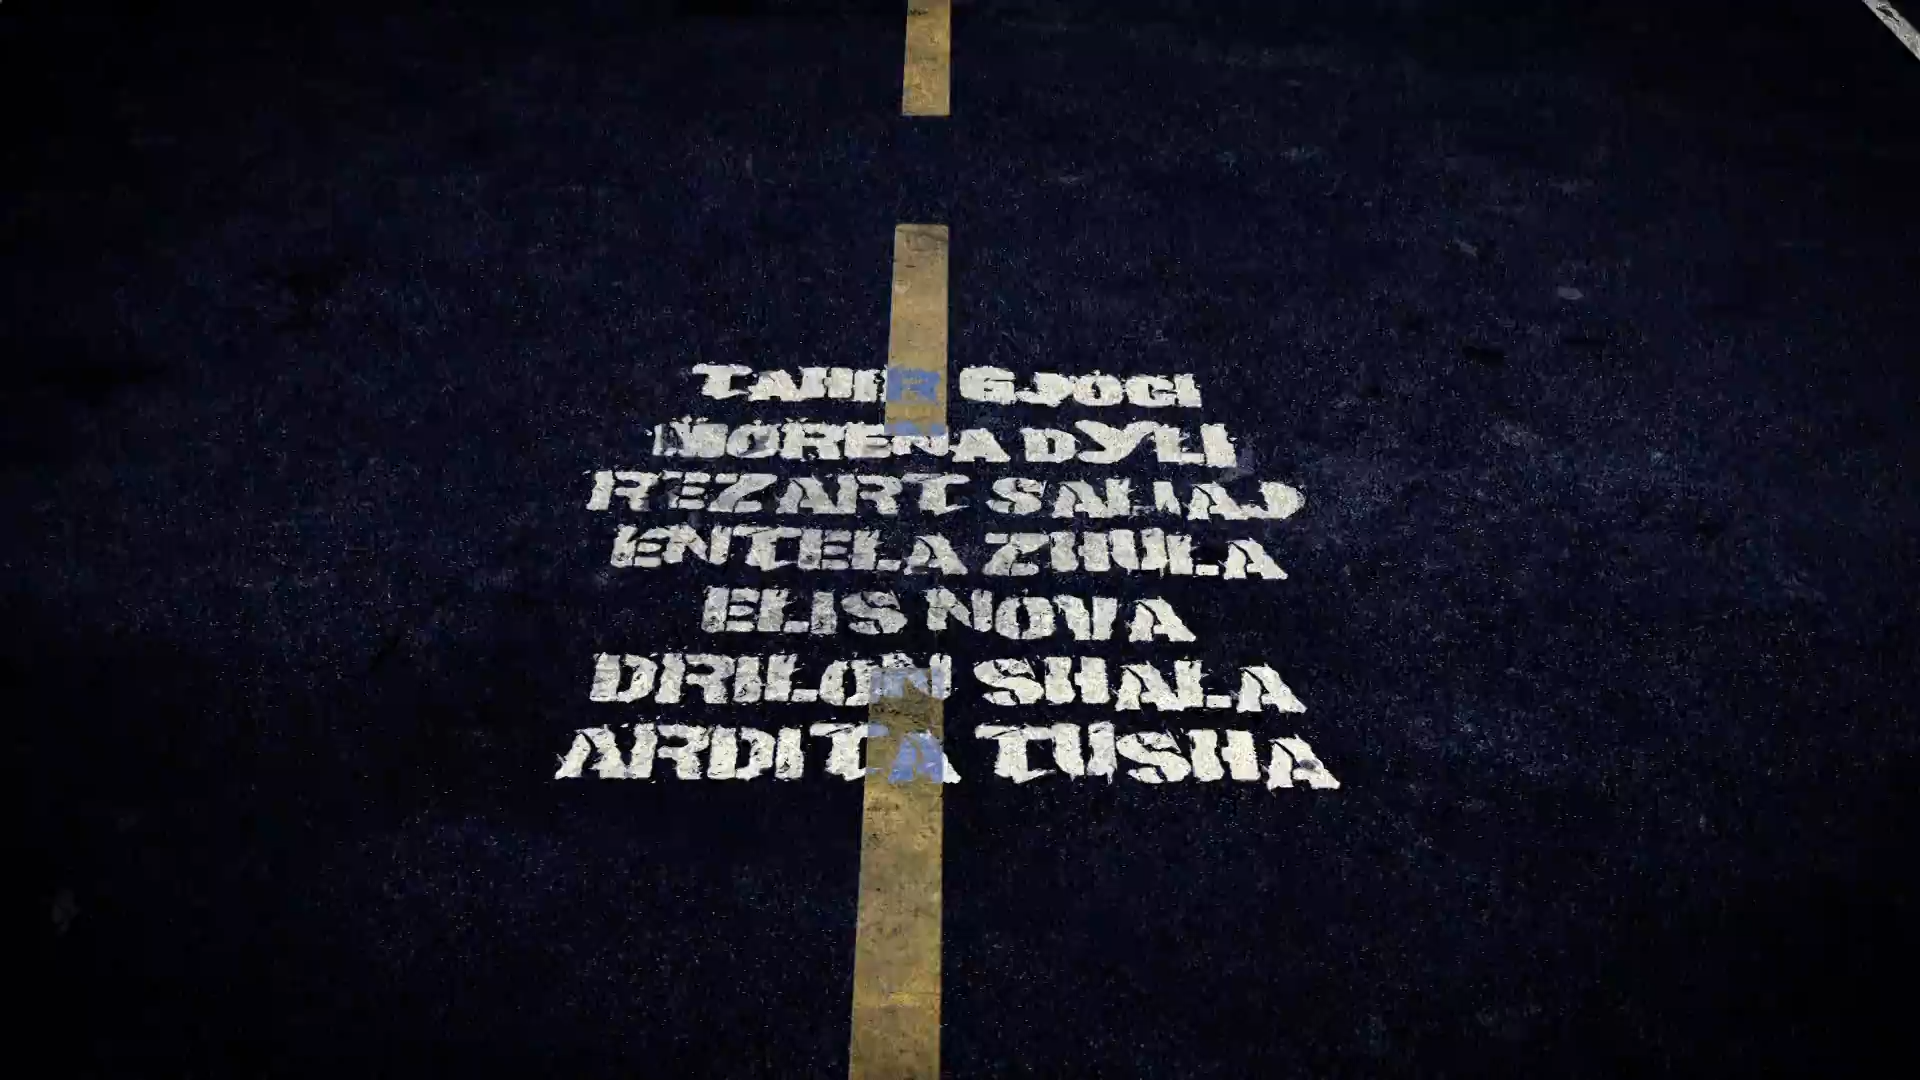 TAHIR GJOCI
MORENA DYLI
REZART SALIAJ
ENTELA ZHULA
ELIS NOVA
DRILON SHALA
ARDITA TUSHA